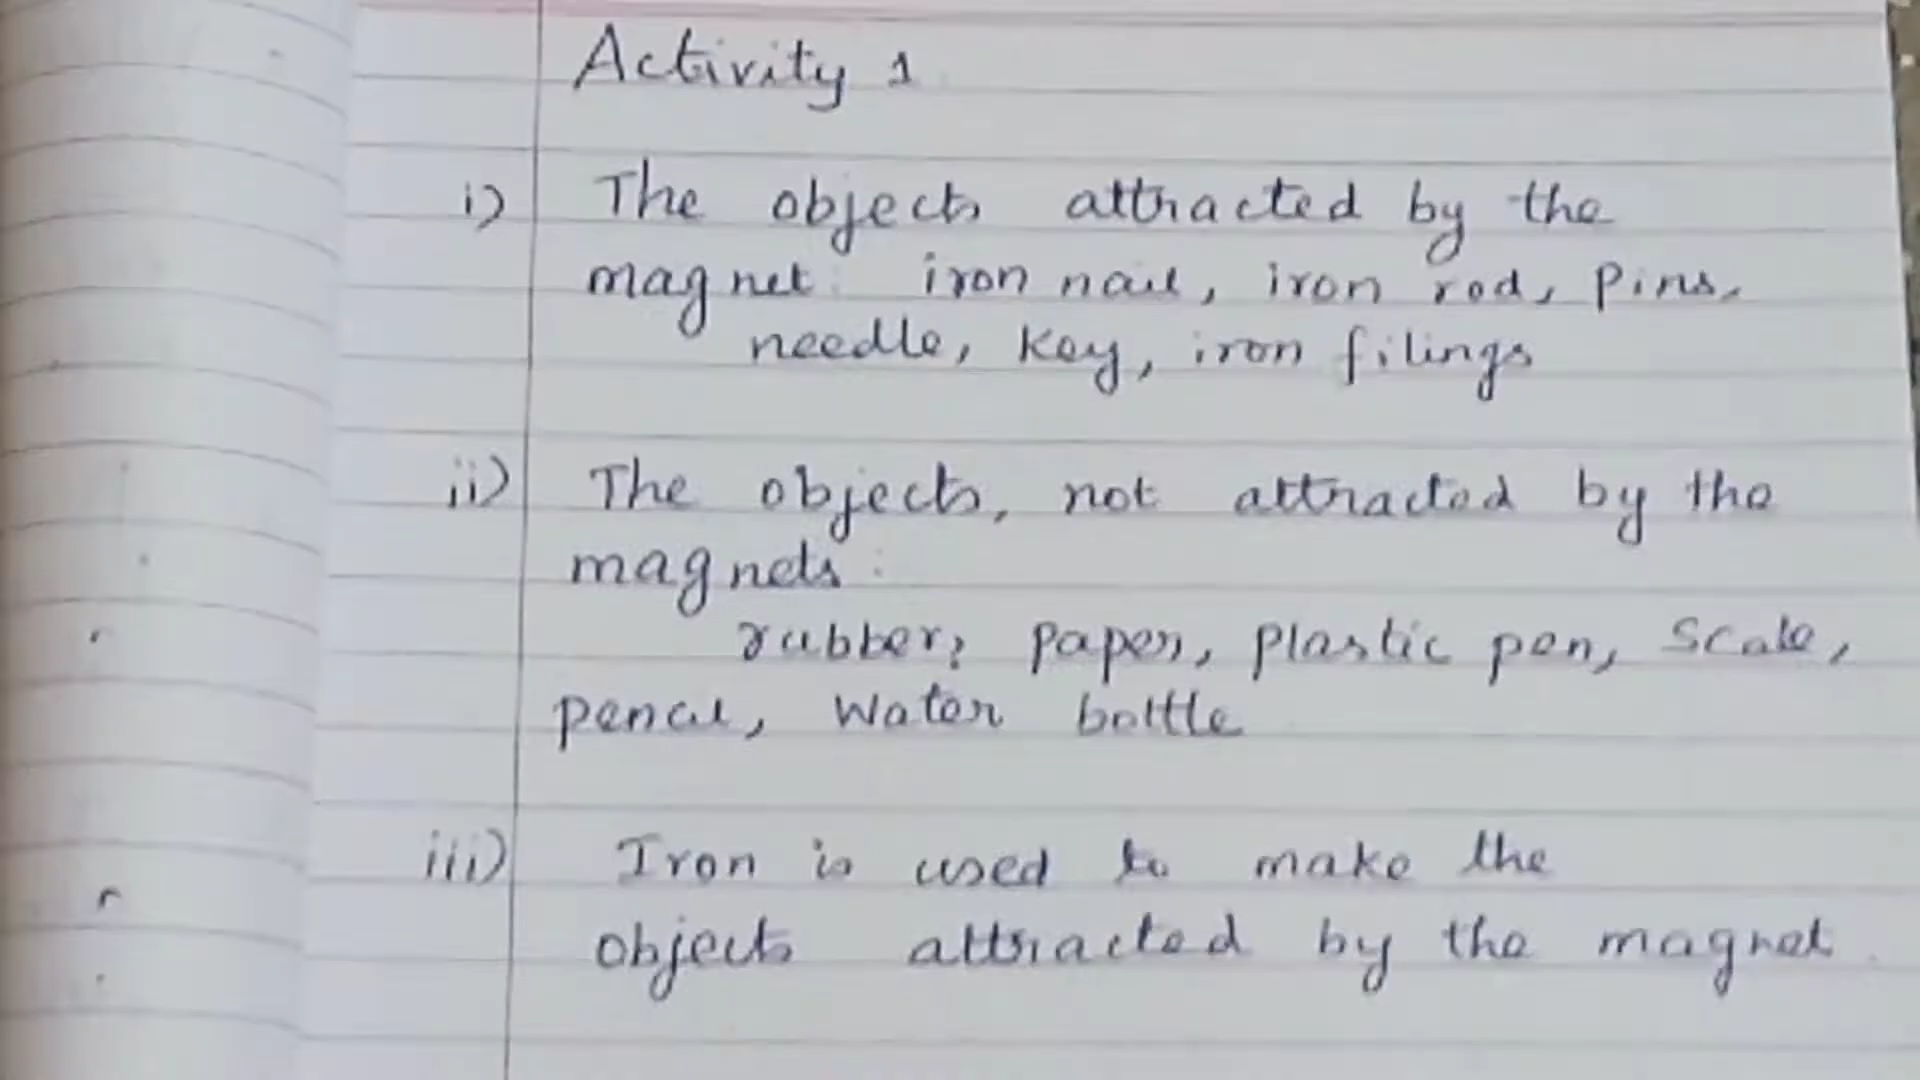 Activity 1
i) The objects attracted by the
magnet: iron nail, iron rod, Pins,
needle, key, iron filings
ii) The objects, not attracted by the
magnets:
rubber, paper, plastic pen, scale,
pencil, water bottle
iii) Iron is used to make the
objects attracted by the magnet.